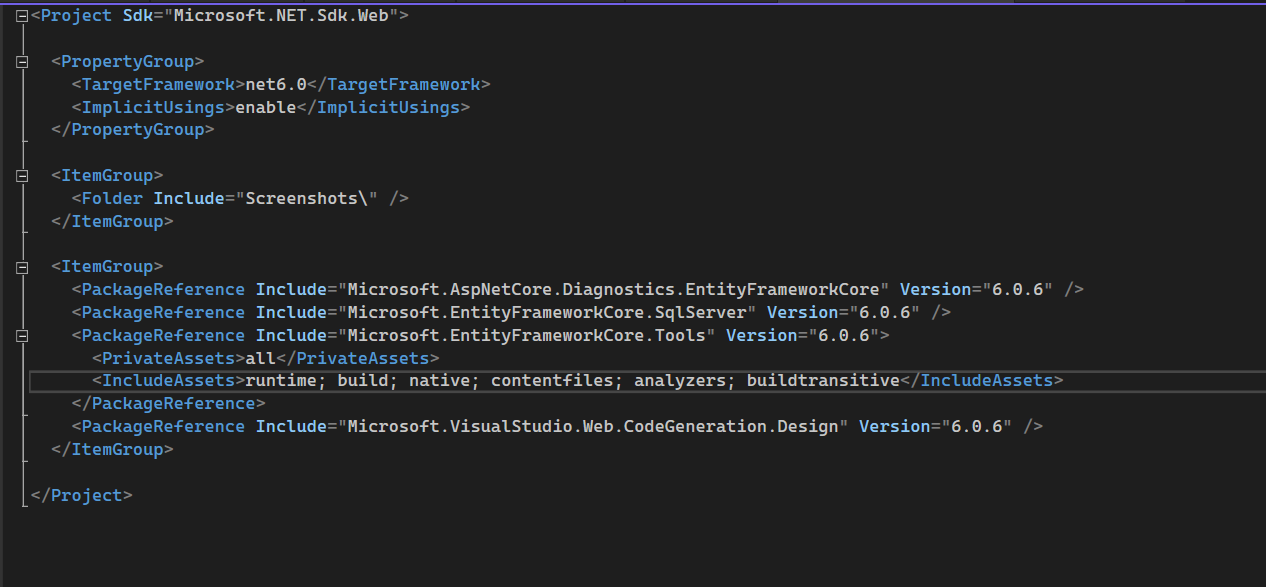 <Project Sdk="Microsoft.NET.Sdk.Web">
<PropertyGroup>
<TargetFramework>net6.0</TargetFramework>
<ImplicitUsings>enable</ImplicitUsings>
</PropertyGroup>
<ItemGroup>
<Folder Include="Screenshots\" />
</ItemGroup>
<ItemGroup>
<PackageReference Include="Microsoft.AspNetCore.Diagnostics.EntityFrameworkCore" Version="6.0.6" />
<PackageReference Include="Microsoft.EntityFrameworkCore.SqlServer" Version="6.0.6" />
<PackageReference Include="Microsoft.EntityFrameworkCore.Tools" Version="6.0.6">
<PrivateAssets>all</PrivateAssets>
<IncludeAssets>runtime; build; native; contentfiles; analyzers; buildtransitive</IncludeAssets>
</PackageReference>
<PackageReference Include="Microsoft.VisualStudio.Web.CodeGeneration.Design" Version="6.0.6" />
</ItemGroup>
</Project>